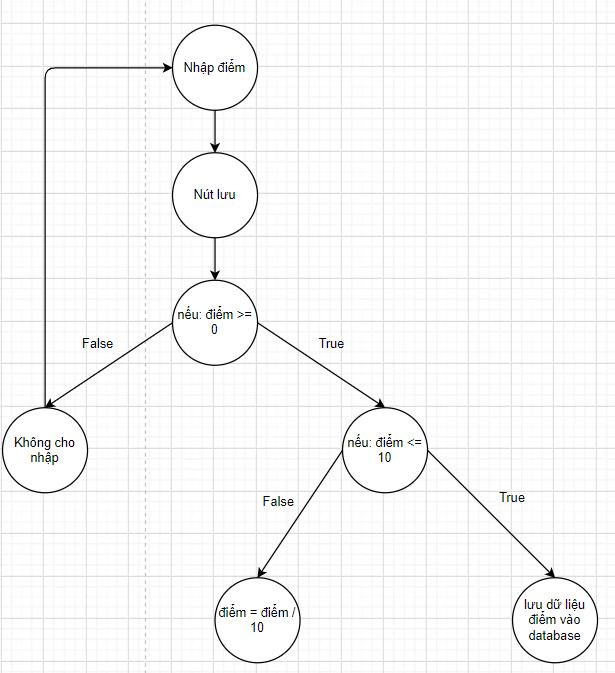 Nhập điểm
Nút lưu
nếu: điểm >=
0
False
True
Không cho
nhập
nếu: điểm <=
10
False
True
điểm = điểm /
10
lưu dữ liệu
điểm vào
database